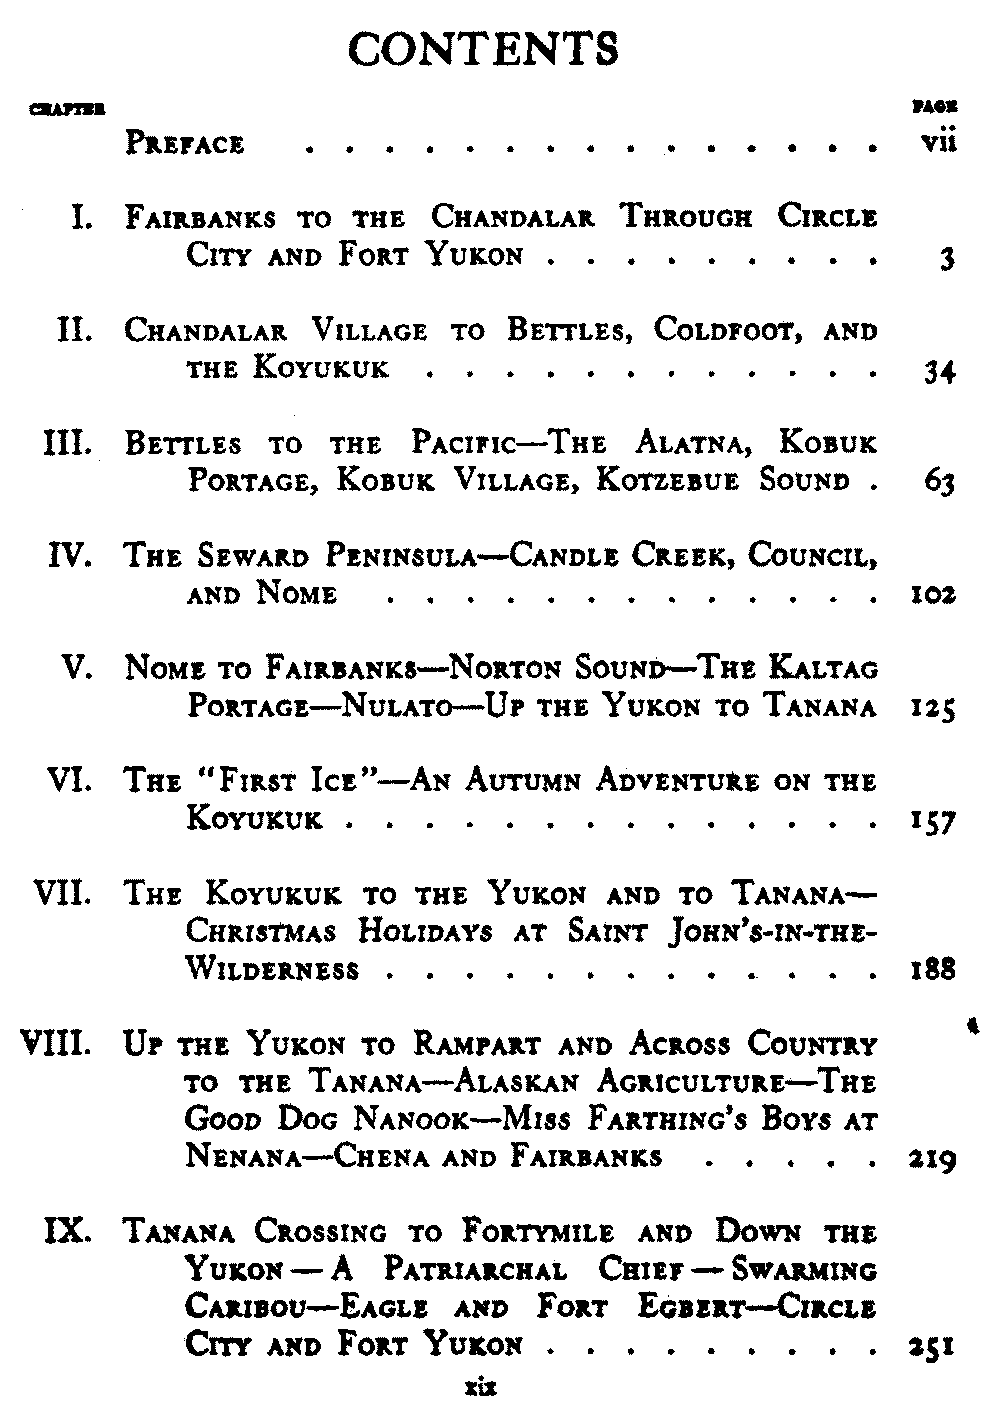 CONTENTS
CHAPTER PAGE
PREFACE . . . . . . . . . . . . . . . vii
I. FAIRBANKS TO THE CHANDALAR THROUGH CIRCLE
CITY AND FORT YUKON . . . . . . . . . 3
II. CHANDALAR VILLAGE TO BETTLES, COLDFOOT, AND
THE KOYUKUK . . . . . . . . . . . . 34
III. BETTLES TO THE PACIFIC—THE ALATNA, KOBUK
PORTAGE, KOBUK VILLAGE, KOTZEBUE SOUND . 63
IV. THE SEWARD PENINSULA—CANDLE CREEK, COUNCIL,
AND NOME . . . . . . . . . . . . . 102
V. NOME TO FAIRBANKS—NORTON SOUND—THE KALTAG
PORTAGE—NULATO—UP THE YUKON TO TANANA 125
VI. THE "FIRST ICE"—AN AUTUMN ADVENTURE ON THE
KOYUKUK . . . . . . . . . . . . . . 157
VII. THE KOYUKUK TO THE YUKON AND TO TANANA—
CHRISTMAS HOLIDAYS AT SAINT JOHN'S-IN-THE-
WILDERNESS . . . . . . . . . . . . . 188
VIII. UP THE YUKON TO RAMPART AND ACROSS COUNTRY
TO THE TANANA—ALASKAN AGRICULTURE—THE
GOOD DOG NANOOK—MISS FARTHING'S BOYS AT
NENANA—CHENA AND FAIRBANKS . . . . . 219
IX. TANANA CROSSING TO FORTYMILE AND DOWN THE
YUKON—A PATRIARCHAL CHIEF—SWARMING
CARIBOU—EAGLE AND FORT EGBERT—CIRCLE
CITY AND FORT YUKON . . . . . . . . . 251
xix